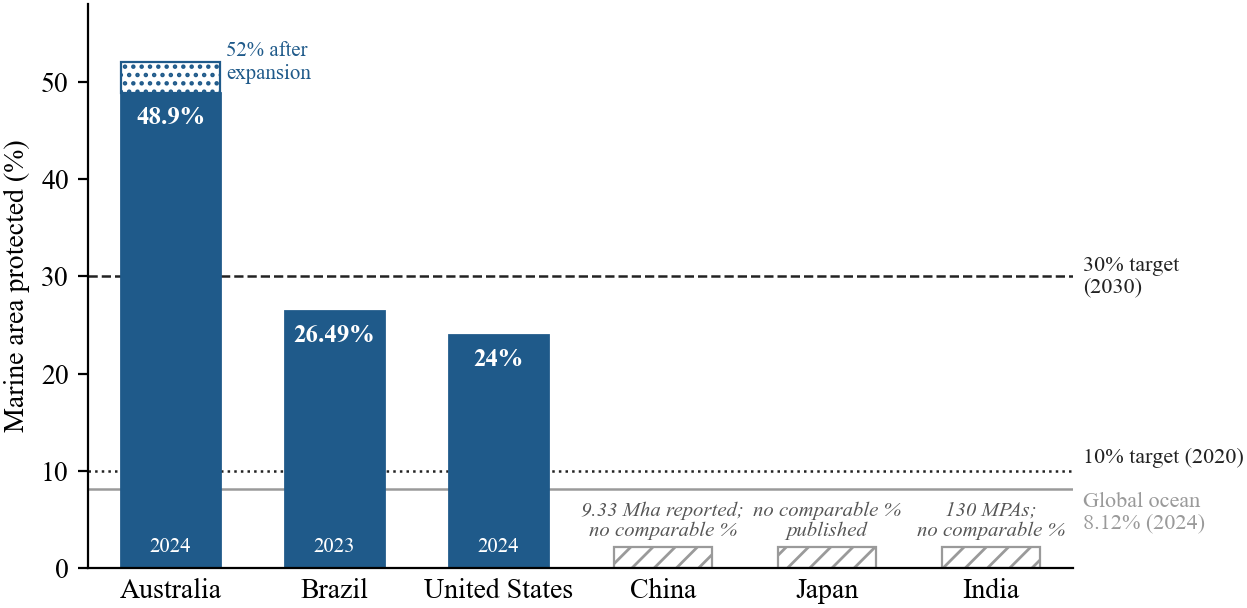 Marine area protected (%)
50
40
30
20
10
0
52% after
expansion
48.9%
26.49%
24%
2024
2023
2024
9.33 Mha reported;
no comparable %
no comparable %
published
130 MPAs;
no comparable %
30% target
(2030)
10% target (2020)
Global ocean
8.12% (2024)
Australia
Brazil
United States
China
Japan
India